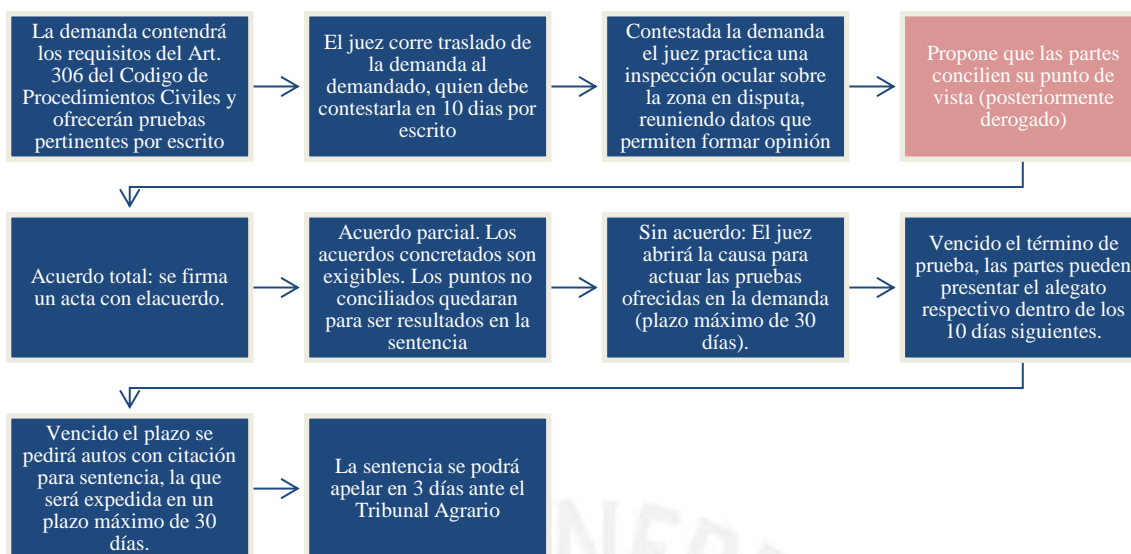 La demanda contendrá
los requisitos del Art.
306 del Codigo de
Procedimientos Civiles y
ofrecerán pruebas
pertinentes por escrito
El juez corre traslado de
la demanda al
demandado, quien debe
contestarla en 10 dias por
escrito
Contestada la demanda
el juez practica una
inspección ocular sobre
la zona en disputa,
reuniendo datos que
permiten formar opinión
Propone que las partes
concilien su punto de
vista (posteriormente
derogado)
Acuerdo total: se firma
un acta con elacuerdo.
Acuerdo parcial. Los
acuerdos concretados son
exigibles. Los puntos no
conciliados quedaran
para ser resultados en la
sentencia
Sin acuerdo: El juez
abrirá la causa para
actuar las pruebas
ofrecidas en la demanda
(plazo máximo de 30
días).
Vencido el término de
prueba, las partes pueden
presentar el alegato
respectivo dentro de los
10 días siguientes.
Vencido el plazo se
pedirá autos con citación
para sentencia, la que
será expedida en un
plazo máximo de 30
días.
La sentencia se podrá
apelar en 3 días ante el
Tribunal Agrario